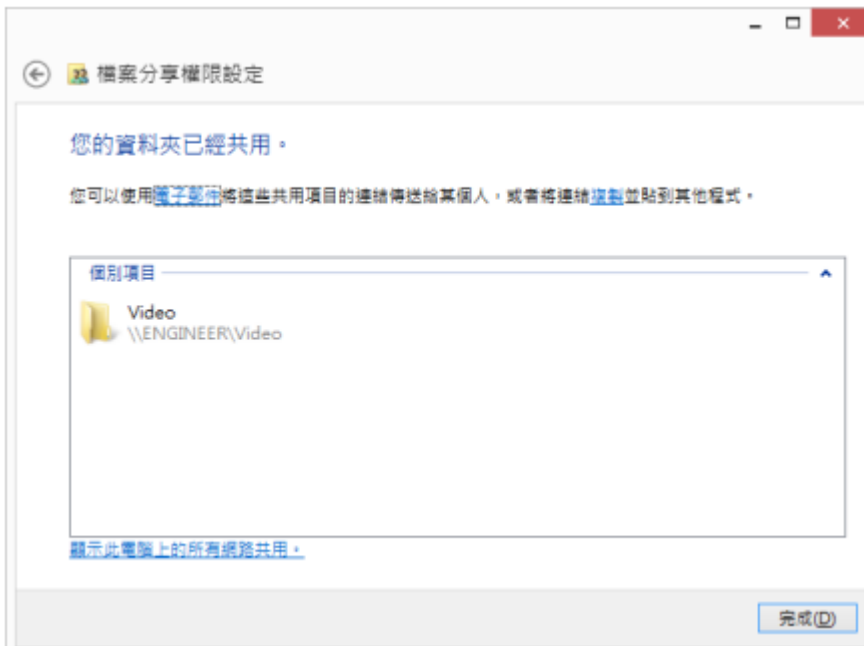 檔案分享權限設定
您的資料夾已經共用。
您可以使用電子郵件將這些共用項目的連結傳送給某個人，或者將連結複製並貼到其他程式。
個別項目
Video
\\ENGINEER\Video
顯示此電腦上的所有網路共用。
完成(D)